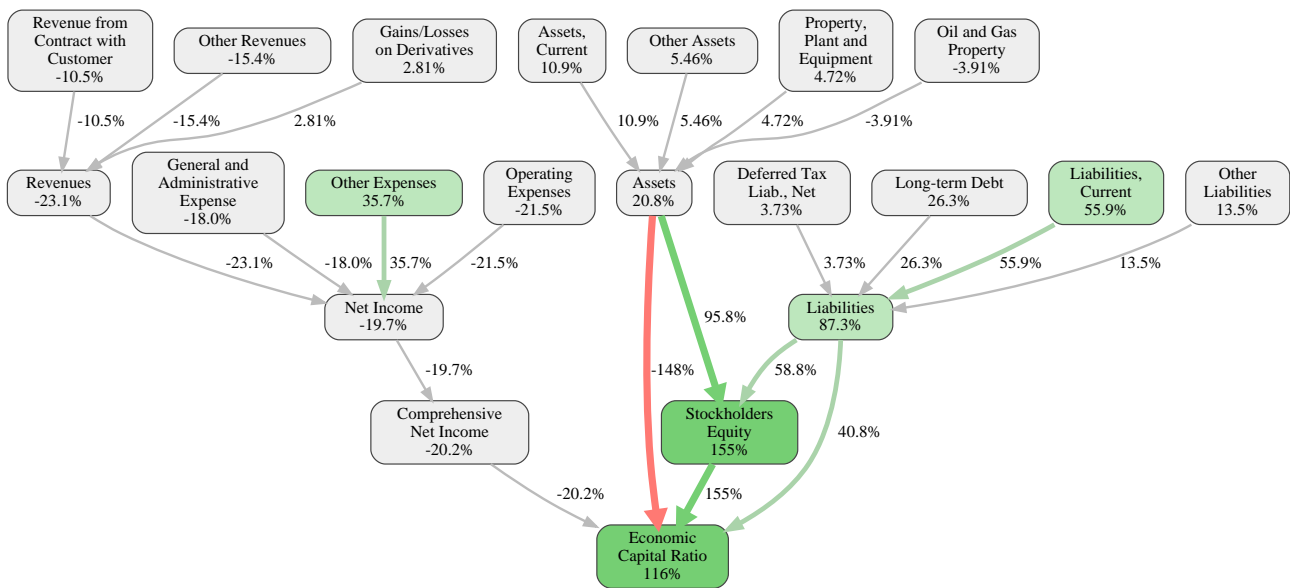 Revenue from
Contract with
Customer
-10.5%
Other Revenues
-15.4%
Gains/Losses
on Derivatives
2.81%
Assets,
Current
10.9%
Other Assets
5.46%
Property,
Plant and
Equipment
4.72%
Oil and Gas
Property
-3.91%
-10.5%
-15.4%
2.81%
10.9%
5.46%
4.72%
-3.91%
Revenues
-23.1%
General and
Administrative
Expense
-18.0%
Other Expenses
35.7%
Operating
Expenses
-21.5%
Assets
20.8%
Deferred Tax
Liab., Net
3.73%
Long-term Debt
26.3%
Liabilities,
Current
55.9%
Other
Liabilities
13.5%
-23.1%
-18.0%
35.7%
-21.5%
3.73%
26.3%
55.9%
13.5%
Net Income
-19.7%
95.8%
Liabilities
87.3%
-19.7%
-148%
58.8%
Comprehensive
Net Income
-20.2%
Stockholders
Equity
155%
40.8%
-20.2%
155%
Economic
Capital Ratio
116%